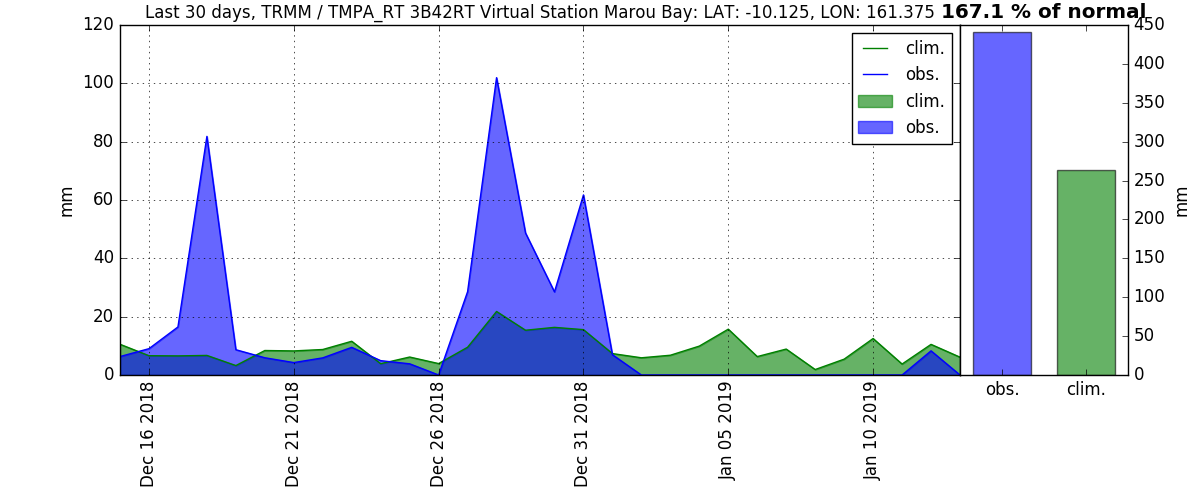 Last 30 days, TRMM / TMPA_RT 3B42RT Virtual Station Marou Bay: LAT: -10.125, LON: 161.375 167.1 % of normal
120
100
80
60
40
20
0
mm
clim.
obs.
clim.
obs.
Dec 16 2018
Dec 21 2018
Dec 26 2018
Dec 31 2018
Jan 05 2019
Jan 10 2019
450
400
350
300
250
200
150
100
50
0
mm
obs.
clim.